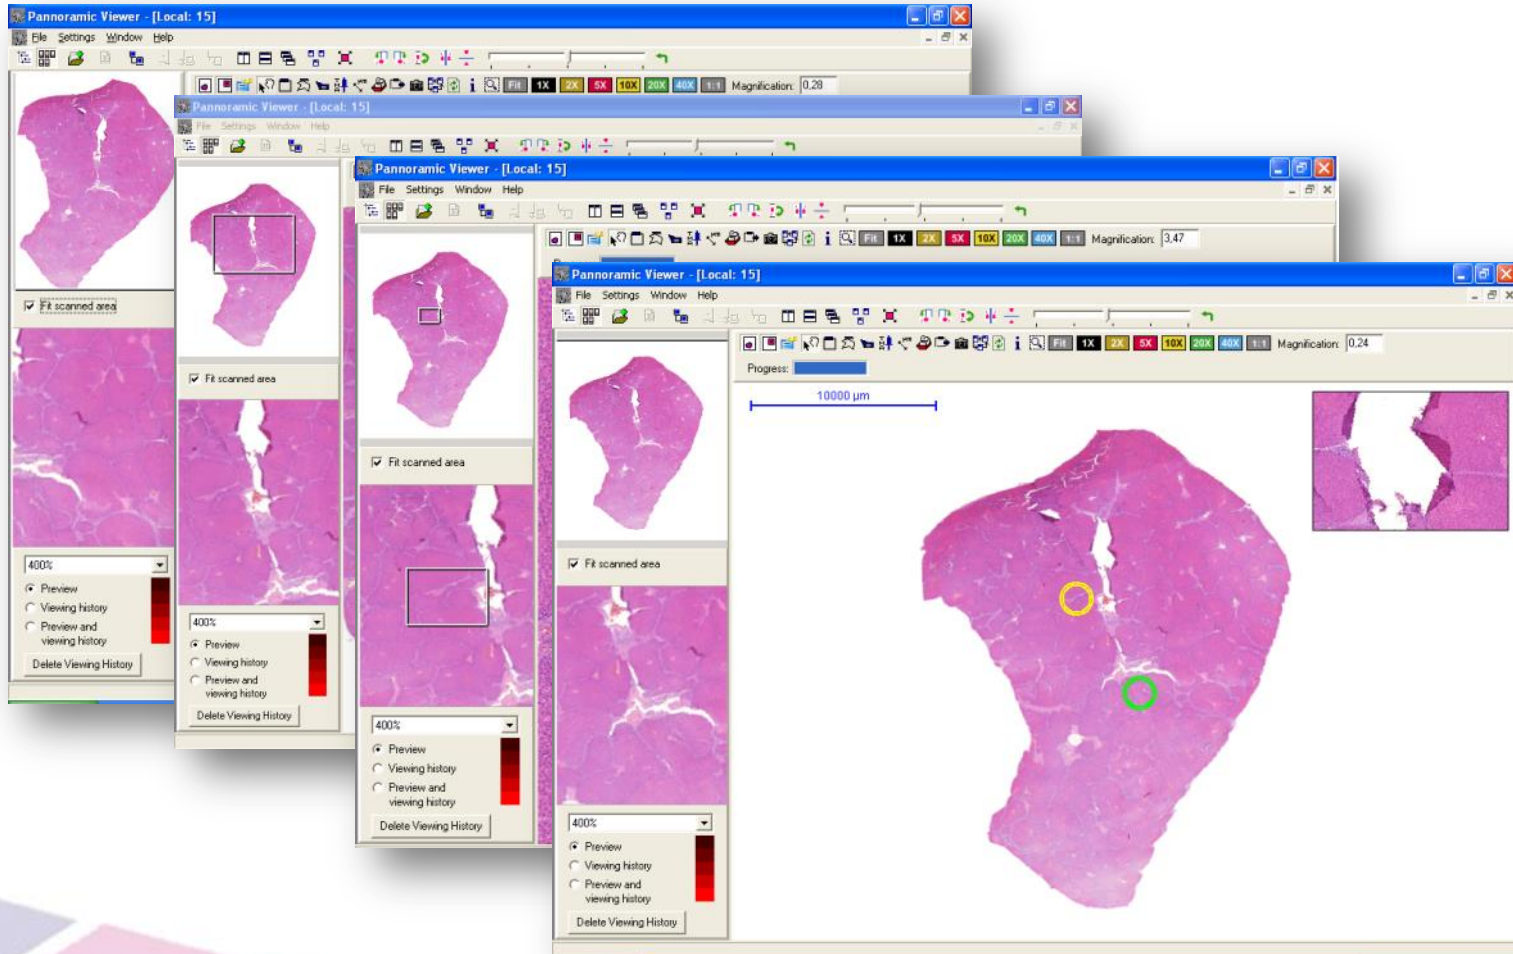 Pannoramic Viewer - [Local: 15]
File Settings Window Help
Fit 1X 2X 5X 10X 20X 40X 1:1 Magnification: 0,28
Fit scanned area
400%
Preview
Viewing history
Preview and
viewing history
Delete Viewing History
Pannoramic Viewer - [Local: 15]
File Settings Window Help
Fit scanned area
400%
Preview
Viewing history
Preview and
viewing history
Delete Viewing History
Pannoramic Viewer - [Local: 15]
File Settings Window Help
Fit 1X 2X 5X 10X 20X 40X 1:1 Magnification: 3,47
Fit scanned area
400%
Preview
Viewing history
Preview and
viewing history
Delete Viewing History
Pannoramic Viewer - [Local: 15]
File Settings Window Help
Fit 1X 2X 5X 10X 20X 40X 1:1 Magnification: 0,24
Progress:
10000 µm
Fit scanned area
400%
Preview
Viewing history
Preview and
viewing history
Delete Viewing History